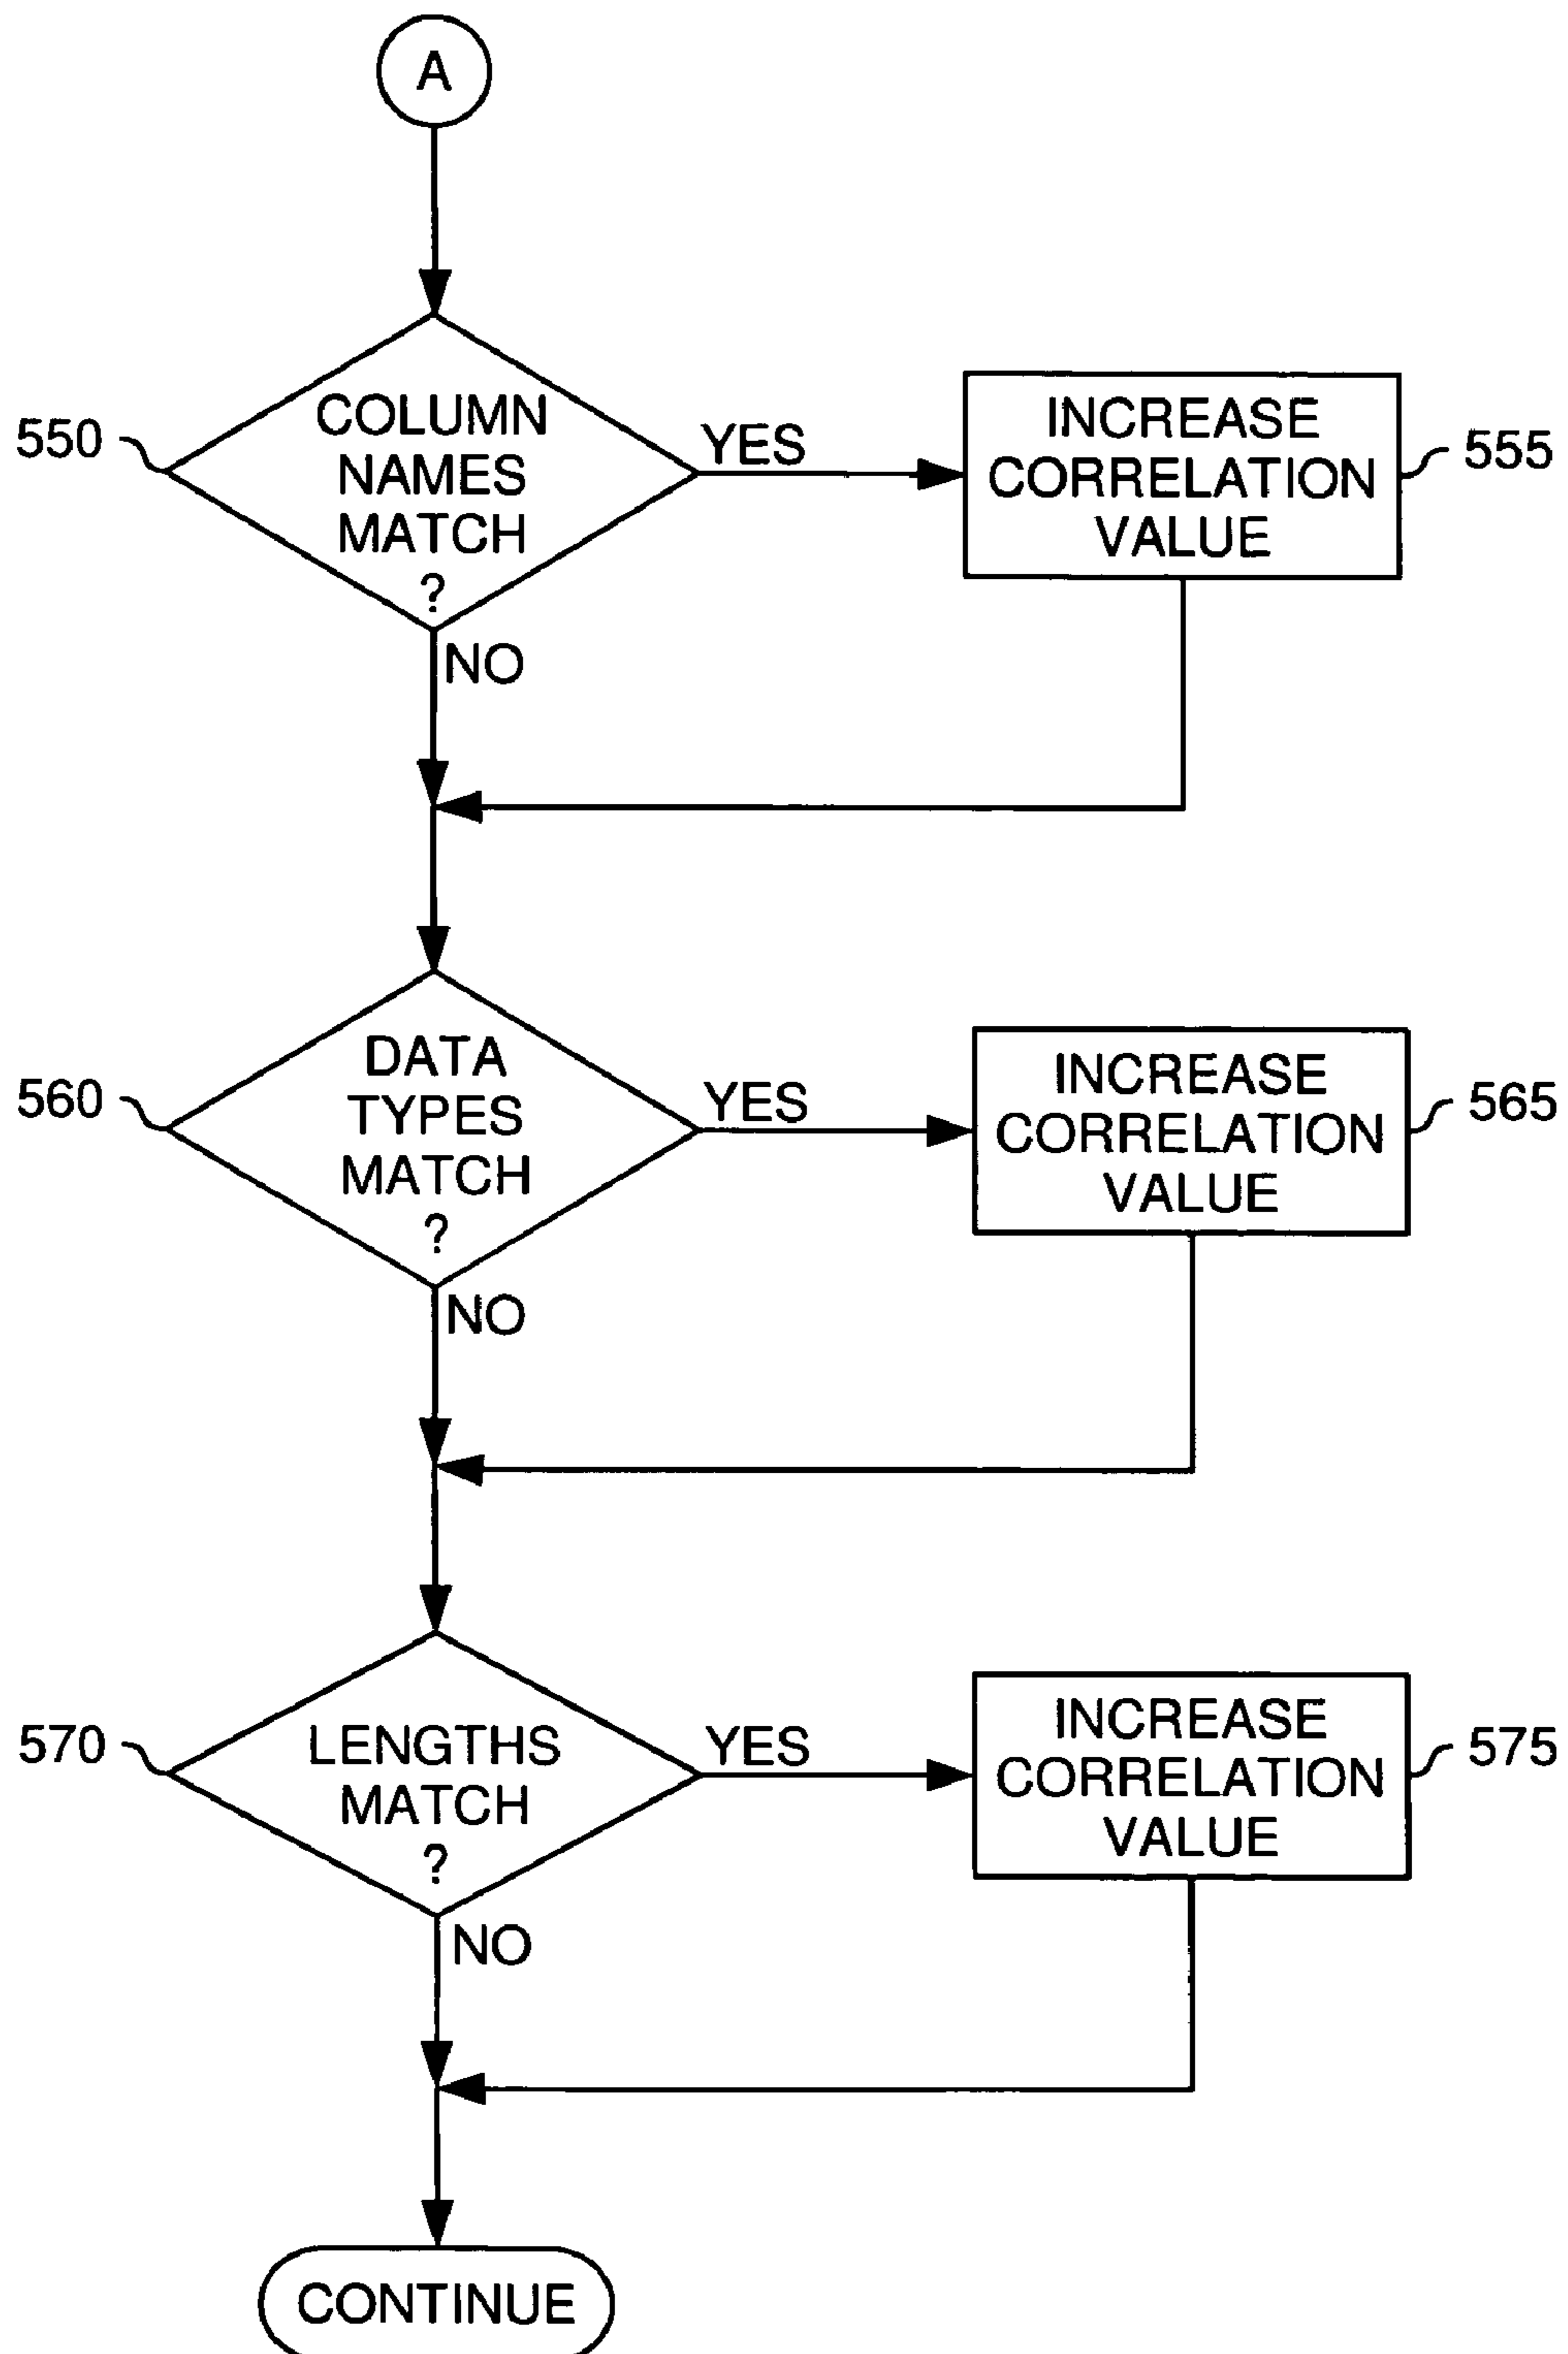 A
COLUMN
NAMES
MATCH
?
550
YES
INCREASE
CORRELATION
VALUE
555
NO
DATA
TYPES
MATCH
?
560
YES
INCREASE
CORRELATION
VALUE
565
NO
LENGTHS
MATCH
?
570
YES
INCREASE
CORRELATION
VALUE
575
NO
CONTINUE